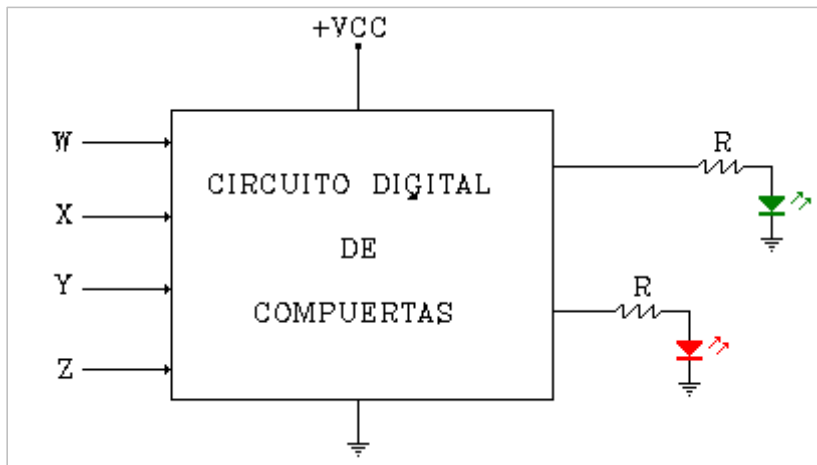 +VCC
W
X
Y
Z
CIRCUITO DIGITAL
DE
COMPUERTAS
R
R